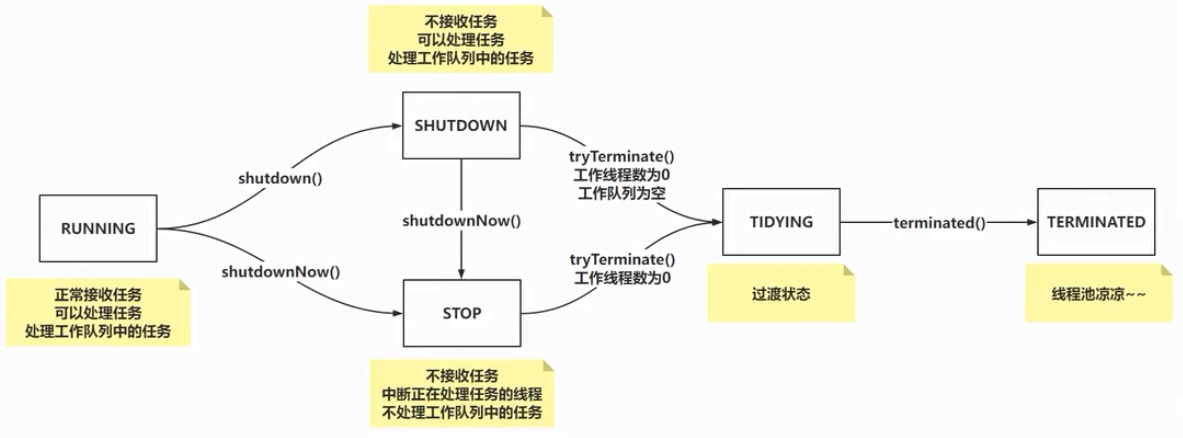 不接收任务
可以处理任务
处理工作队列中的任务
SHUTDOWN
tryTerminate()
工作线程数为0
工作队列为空
shutdown()
RUNNING
shutdownNow()
TIDYING
terminated()
TERMINATED
shutdownNow()
tryTerminate()
工作线程数为0
正常接收任务
可以处理任务
处理工作队列中的任务
STOP
过渡状态
线程池凉凉~~
不接收任务
中断正在处理任务的线程
不处理工作队列中的任务